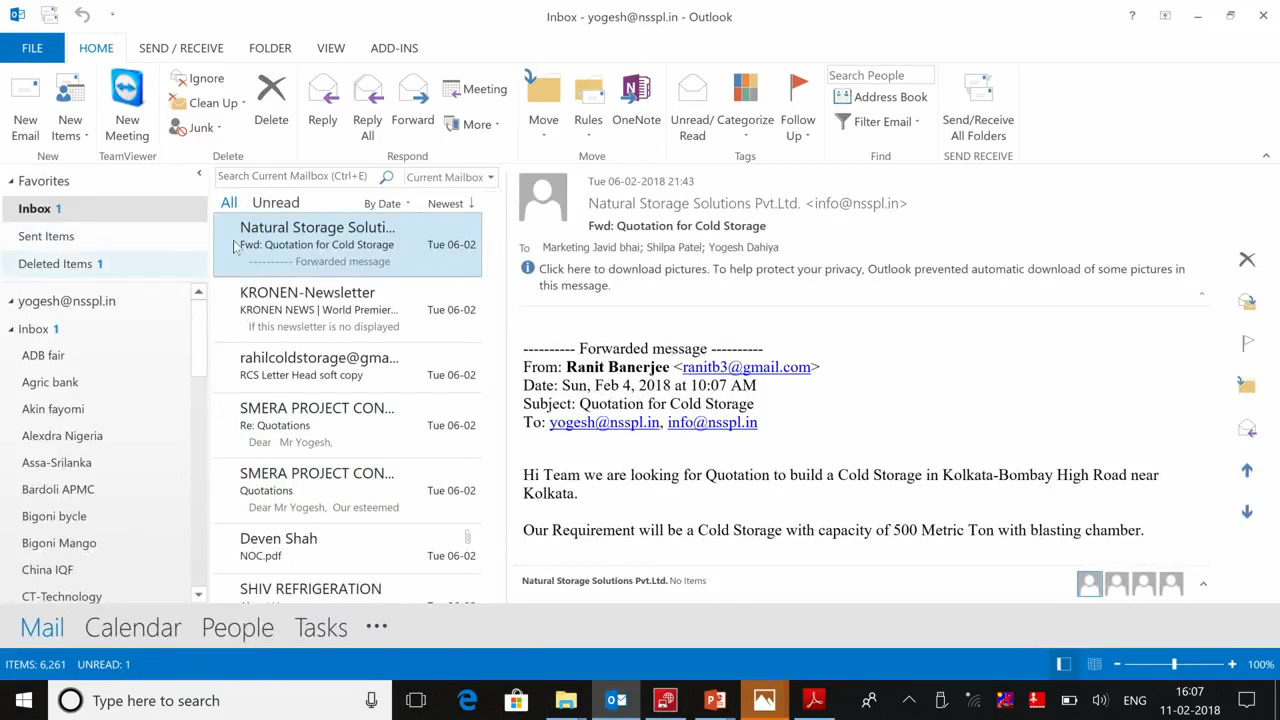 Inbox - yogesh@nsspl.in - Outlook
?
FILE HOME SEND / RECEIVE FOLDER VIEW ADD-INS
New Email
New Items
New Meeting
Ignore
Clean Up
Junk
Delete
Reply
Reply All
Forward
Meeting
More
Move
Rules
OneNote
Unread/ Read
Categorize
Follow Up
Search People
Address Book
Filter Email
Send/Receive All Folders
New TeamViewer Delete Respond Move Tags Find SEND RECEIVE
Favorites
Inbox 1
Sent Items
Deleted Items 1
yogesh@nsspl.in
Inbox 1
ADB fair
Agric bank
Akin fayomi
Alexdra Nigeria
Assa-Srilanka
Bardoli APMC
Bigoni bycle
Bigoni Mango
China IQF
CT-Technology
Search Current Mailbox (Ctrl+E) Current Mailbox
All Unread By Date Newest ↓
Natural Storage Soluti...
Fwd: Quotation for Cold Storage Tue 06-02
---------- Forwarded message
KRONEN-Newsletter
KRONEN NEWS | World Premier... Tue 06-02
If this newsletter is no displayed
rahilcoldstorage@gma...
RCS Letter Head soft copy Tue 06-02
SMERA PROJECT CON...
Re: Quotations Tue 06-02
Dear Mr Yogesh,
SMERA PROJECT CON...
Quotations Tue 06-02
Dear Mr Yogesh, Our esteemed
Deven Shah
NOC.pdf Tue 06-02
SHIV REFRIGERATION
Tue 06-02-2018 21:43
Natural Storage Solutions Pvt.Ltd. <info@nsspl.in>
Fwd: Quotation for Cold Storage
To Marketing Javid bhai; Shilpa Patel; Yogesh Dahiya
Click here to download pictures. To help protect your privacy, Outlook prevented automatic download of some pictures in
this message.
---------- Forwarded message ----------
From: Ranit Banerjee <ranitb3@gmail.com>
Date: Sun, Feb 4, 2018 at 10:07 AM
Subject: Quotation for Cold Storage
To: yogesh@nsspl.in, info@nsspl.in
Hi Team we are looking for Quotation to build a Cold Storage in Kolkata-Bombay High Road near
Kolkata.
Our Requirement will be a Cold Storage with capacity of 500 Metric Ton with blasting chamber.
Natural Storage Solutions Pvt.Ltd. No Items
Mail Calendar People Tasks •••
ITEMS: 6,261 UNREAD: 1 100%
Type here to search
ENG
16:07
11-02-2018